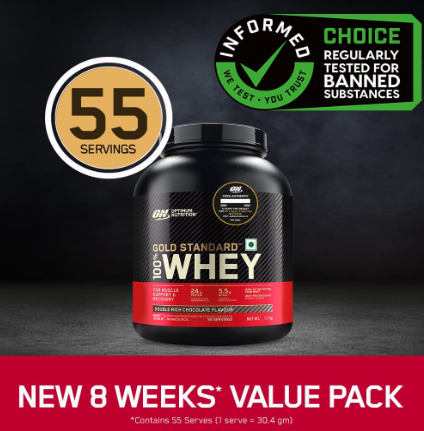 INFORMED
WE TEST • YOU TRUST
CHOICE
REGULARLY
TESTED FOR
BANNED
SUBSTANCES
55
SERVINGS
ON
OPTIMUM
NUTRITION
GOLD STANDARD™
100%
WHEY
FOR MUSCLE
SUPPORT &
RECOVERY
24g
5.5g
DOUBLE RICH CHOCOLATE FLAVOUR
NEW 8 WEEKS* VALUE PACK
*Contains 55 Serves (1 serve = 30.4 gm)